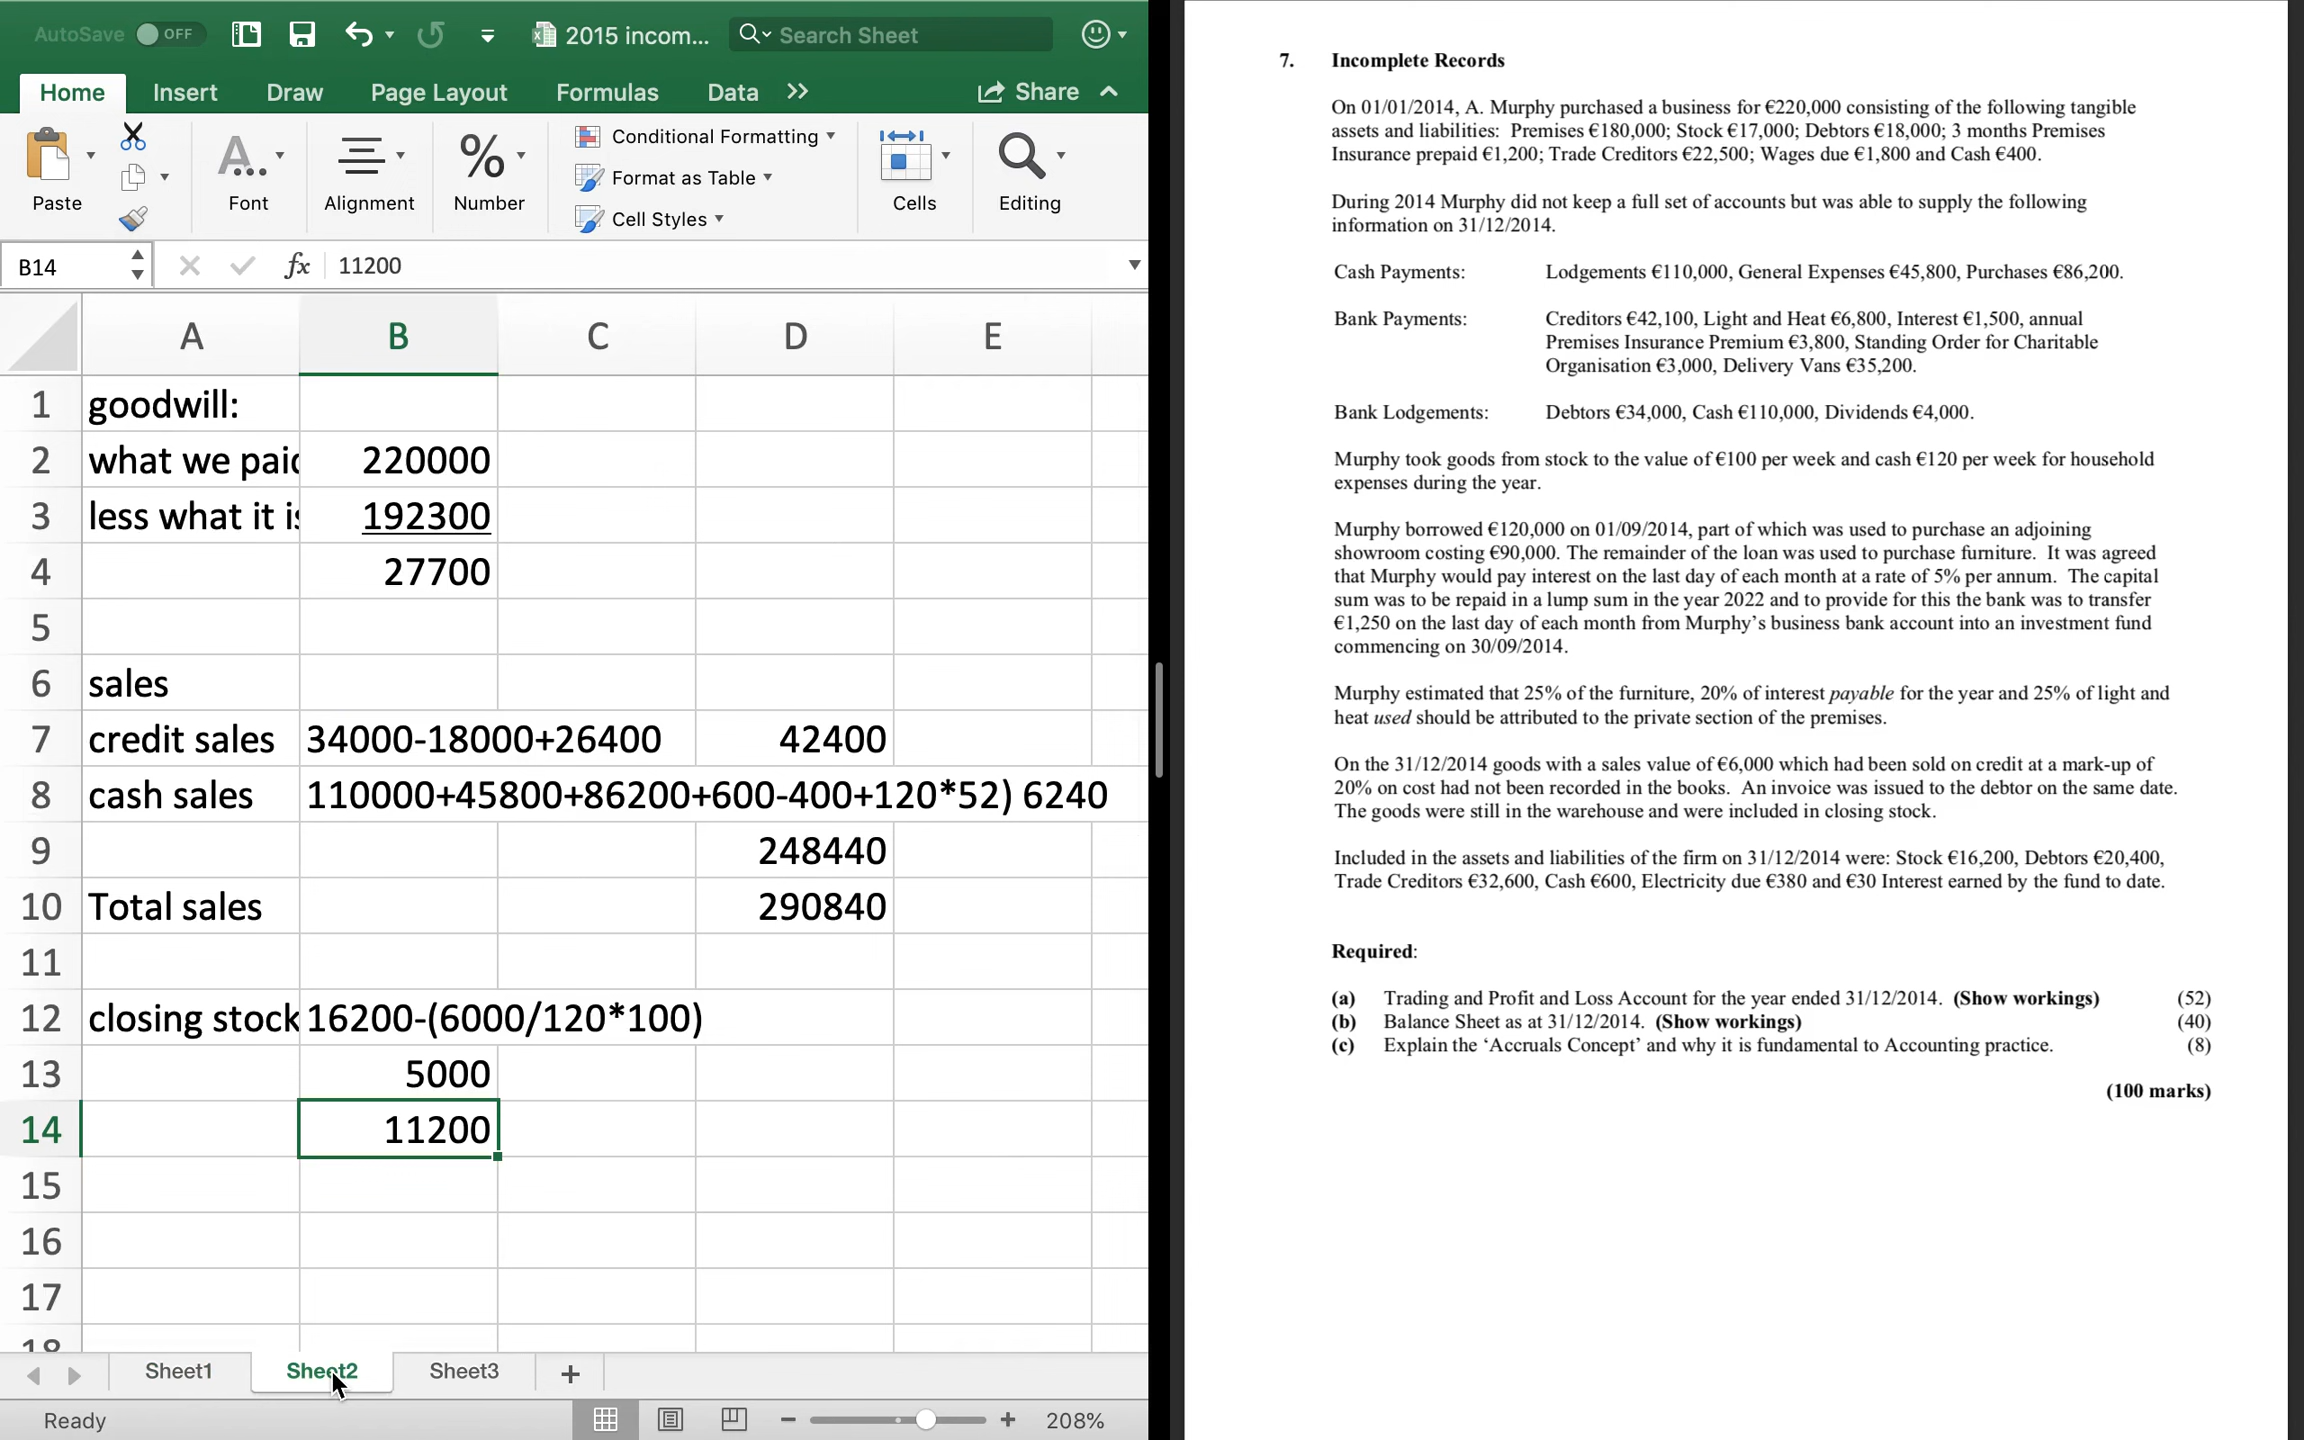 AutoSave OFF 2015 incom... Search Sheet
Home Insert Draw Page Layout Formulas Data Share
Paste Font Alignment % Number Conditional Formatting Format as Table Cell Styles Cells Editing
B14 fx 11200
A B C D E
1 goodwill:
2 what we paid 220000
3 less what it is 192300
4 27700
5
6 sales
7 credit sales 34000-18000+26400 42400
8 cash sales 110000+45800+86200+600-400+120*52) 6240
9 248440
10 Total sales 290840
11
12 closing stock 16200-(6000/120*100)
13 5000
14 11200
15
16
17
18
Sheet1 Sheet2 Sheet3 +
Ready 208%
7. Incomplete Records
On 01/01/2014, A. Murphy purchased a business for €220,000 consisting of the following tangible
assets and liabilities: Premises €180,000; Stock €17,000; Debtors €18,000; 3 months Premises
Insurance prepaid €1,200; Trade Creditors €22,500; Wages due €1,800 and Cash €400.
During 2014 Murphy did not keep a full set of accounts but was able to supply the following
information on 31/12/2014.
Cash Payments: Lodgements €110,000, General Expenses €45,800, Purchases €86,200.
Bank Payments: Creditors €42,100, Light and Heat €6,800, Interest €1,500, annual
Premises Insurance Premium €3,800, Standing Order for Charitable
Organisation €3,000, Delivery Vans €35,200.
Bank Lodgements: Debtors €34,000, Cash €110,000, Dividends €4,000.
Murphy took goods from stock to the value of €100 per week and cash €120 per week for household
expenses during the year.
Murphy borrowed €120,000 on 01/09/2014, part of which was used to purchase an adjoining
showroom costing €90,000. The remainder of the loan was used to purchase furniture. It was agreed
that Murphy would pay interest on the last day of each month at a rate of 5% per annum. The capital
sum was to be repaid in a lump sum in the year 2022 and to provide for this the bank was to transfer
€1,250 on the last day of each month from Murphy's business bank account into an investment fund
commencing on 30/09/2014.
Murphy estimated that 25% of the furniture, 20% of interest payable for the year and 25% of light and
heat used should be attributed to the private section of the premises.
On the 31/12/2014 goods with a sales value of €6,000 which had been sold on credit at a mark-up of
20% on cost had not been recorded in the books. An invoice was issued to the debtor on the same date.
The goods were still in the warehouse and were included in closing stock.
Included in the assets and liabilities of the firm on 31/12/2014 were: Stock €16,200, Debtors €20,400,
Trade Creditors €32,600, Cash €600, Electricity due €380 and €30 Interest earned by the fund to date.
Required:
(a) Trading and Profit and Loss Account for the year ended 31/12/2014. (Show workings) (52)
(b) Balance Sheet as at 31/12/2014. (Show workings) (40)
(c) Explain the 'Accruals Concept' and why it is fundamental to Accounting practice. (8)
(100 marks)